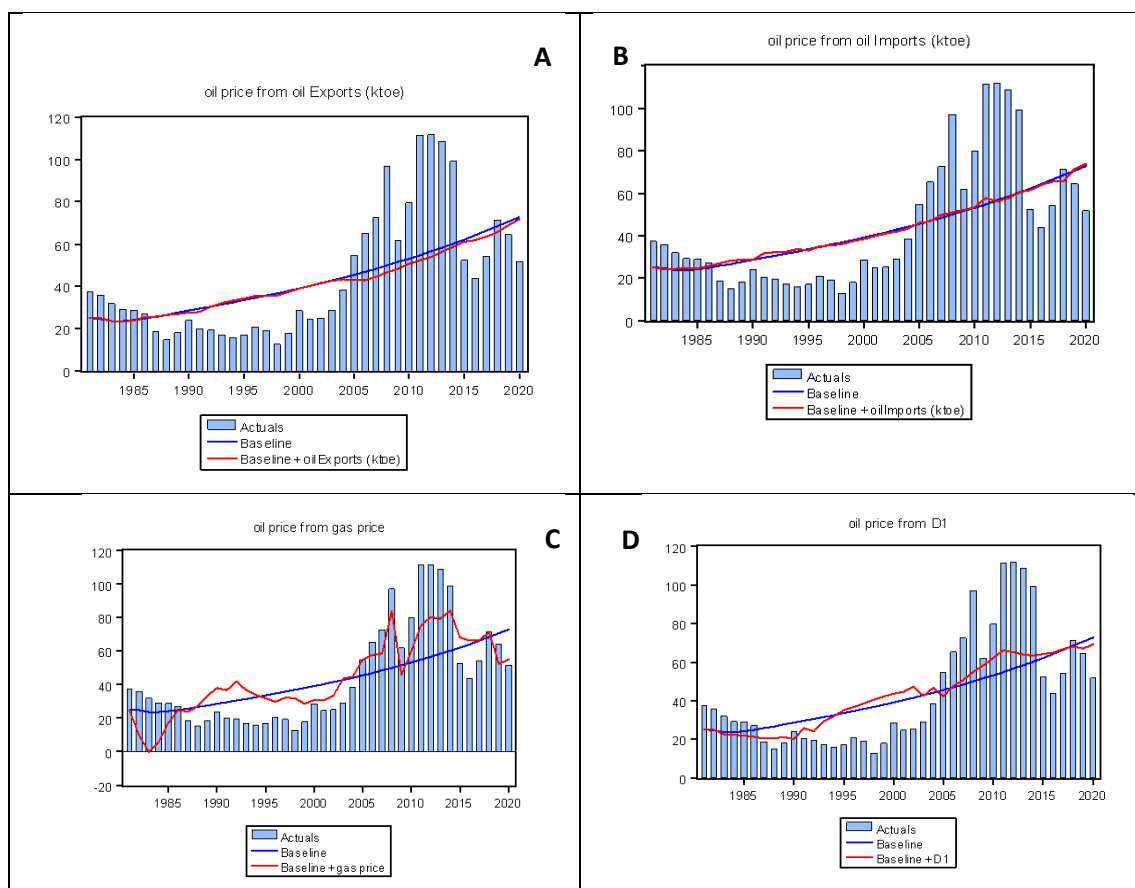 A
oil price from oil Exports (ktoe)
120
100
80
60
40
20
0
1985 1990 1995 2000 2005 2010 2015 2020
Actuals
Baseline
Baseline + oil Exports (ktoe)
B
oil price from oil Imports (ktoe)
100
80
60
40
20
0
1985 1990 1995 2000 2005 2010 2015 2020
Actuals
Baseline
Baseline + oilImports (ktoe)
C
oil price from gas price
120
100
80
60
40
20
0
-20
1985 1990 1995 2000 2005 2010 2015 2020
Actuals
Baseline
Baseline + gas price
D
oil price from D1
120
100
80
60
40
20
0
1985 1990 1995 2000 2005 2010 2015 2020
Actuals
Baseline
Baseline + D1